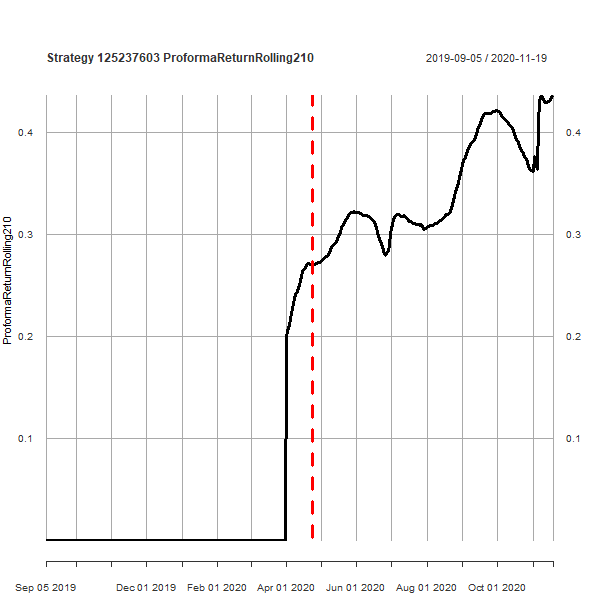 Strategy 125237603 ProformaReturnRolling210
2019-09-05 / 2020-11-19
ProformaReturnRolling210
0.4
0.4
0.3
0.3
0.2
0.2
0.1
0.1
Sep 05 2019
Dec 01 2019
Feb 01 2020
Apr 01 2020
Jun 01 2020
Aug 01 2020
Oct 01 2020